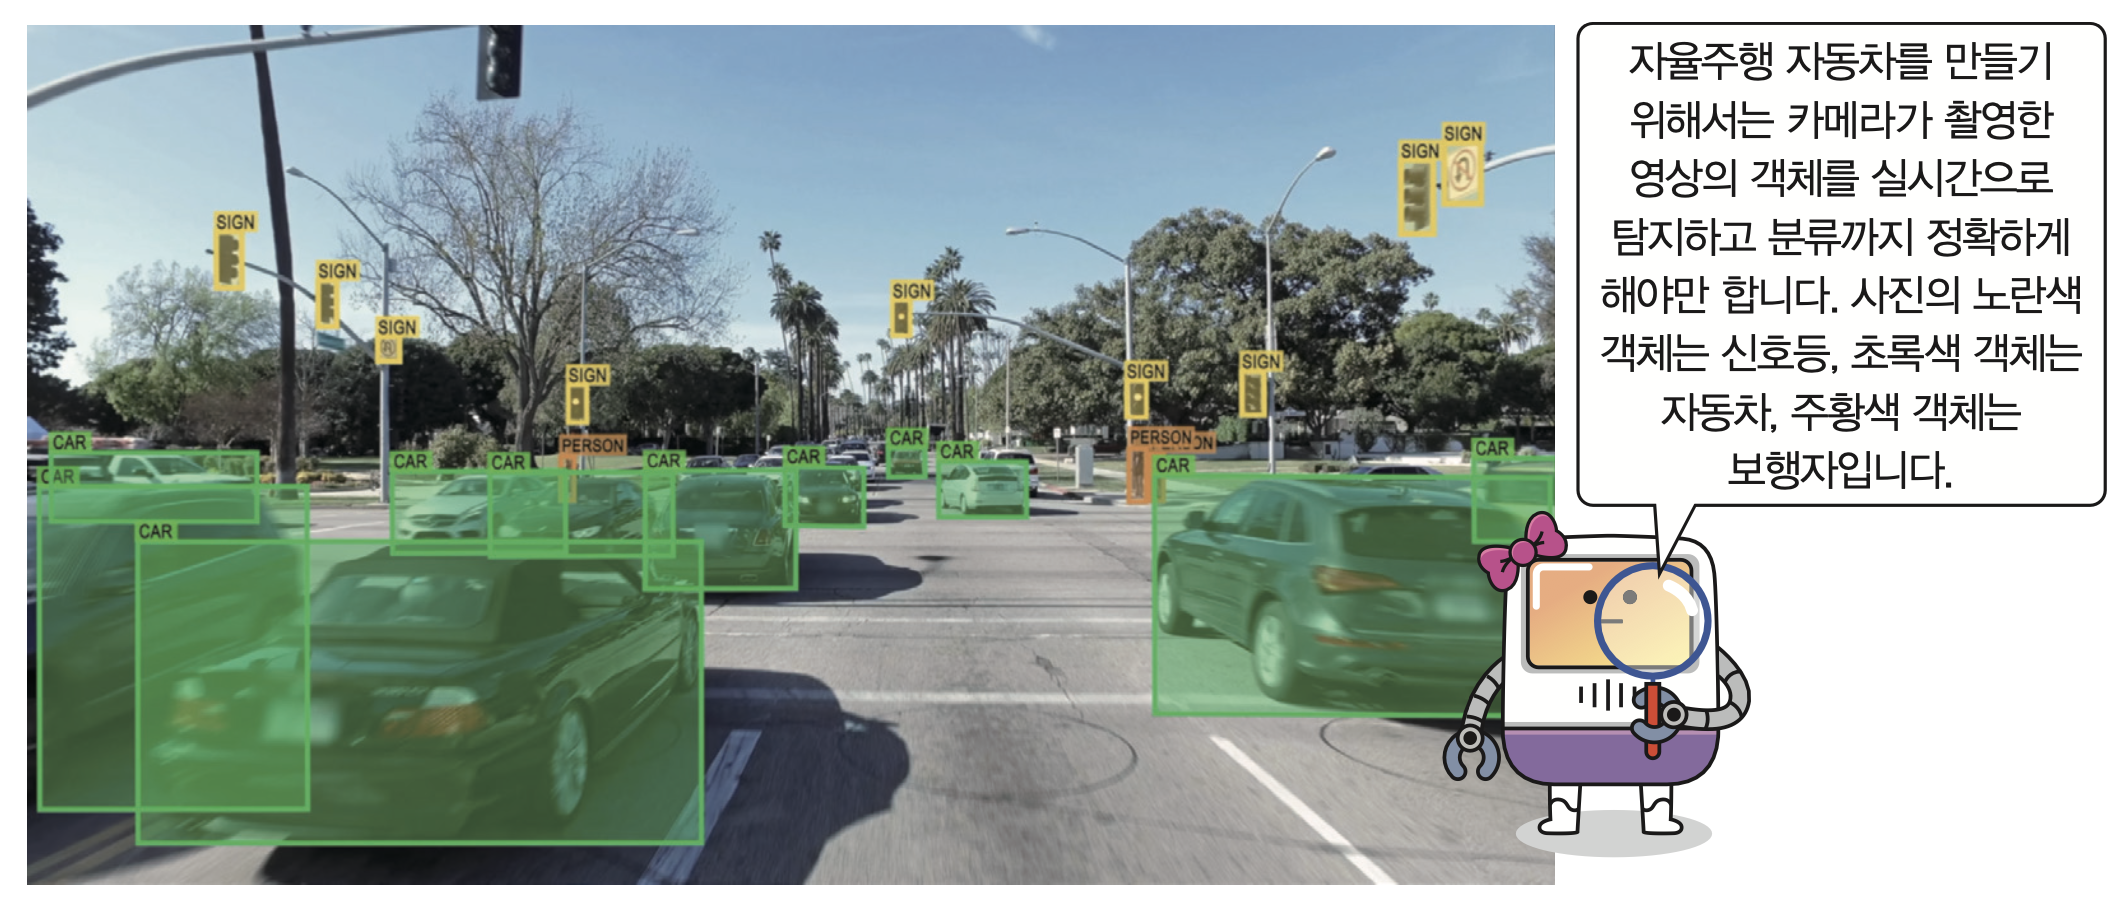 SIGN
SIGN
SIGN
SIGN
SIGN
SIGN
SIGN
SIGN
SIGN
SIGN
CAR
CAR
CAR
CAR
CAR
PERSON
CAR
CAR
CAR
CAR
PERSON
ON
CAR
CAR
자율주행 자동차를 만들기
위해서는 카메라가 촬영한
영상의 객체를 실시간으로
탐지하고 분류까지 정확하게
해야만 합니다. 사진의 노란색
객체는 신호등, 초록색 객체는
자동차, 주황색 객체는
보행자입니다.